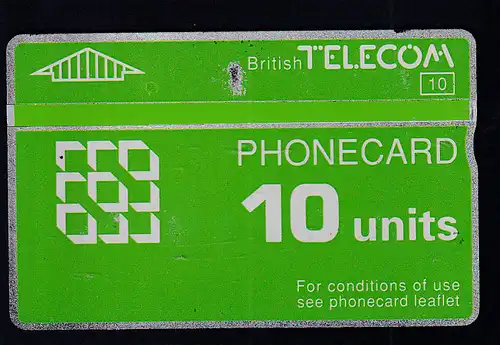 British TELECOM
10
PHONECARD
10 units
For conditions of use
see phonecard leaflet